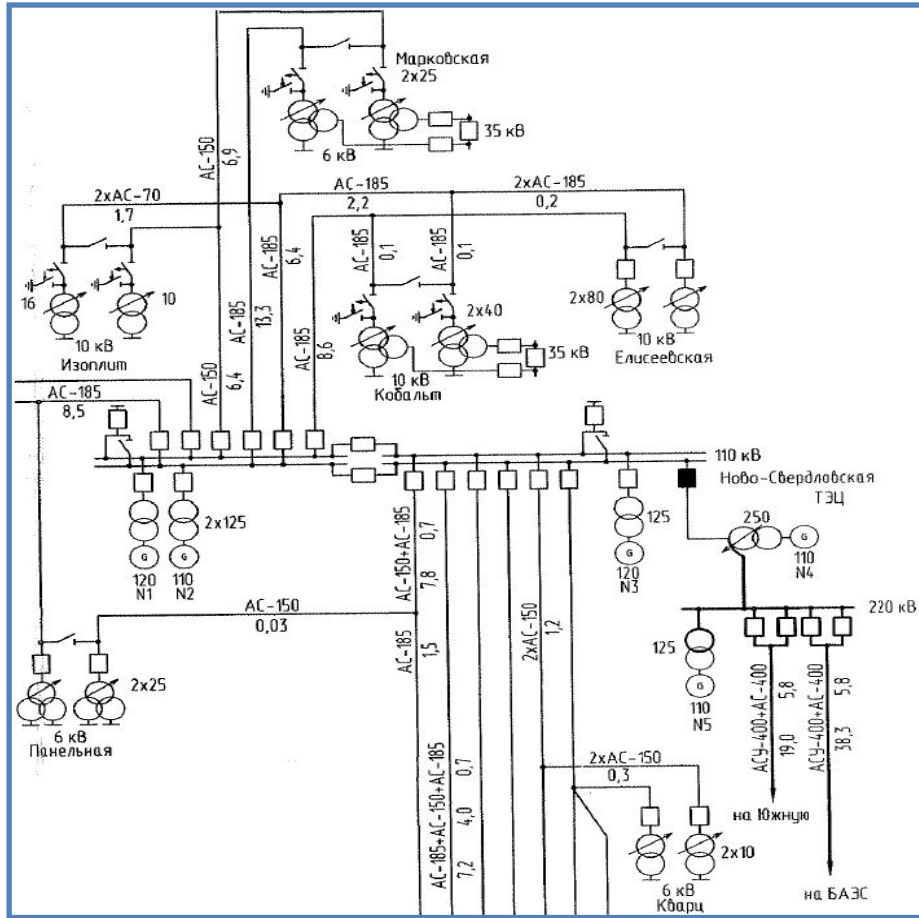 Марковская
2х25
35 кВ
6 кВ
АС-150
6,9
2хАС-70
1,7
АС-185
2,2
2хАС-185
0,2
АС-185
6,4
АС-185
0,1
АС-185
0,1
16
10
10 кВ
Изоплит
АС-185
13,3
АС-185
8,6
2х40
35 кВ
10 кВ
Кобальт
2х80
10 кВ
Елисеевская
АС-150
6,4
АС-185
8,5
110 кВ
Ново-Свердловская
ТЭЦ
2х125
G
G
120
N1
110
N2
АС-150+АС-185
0,7
7,8
125
G
120
N3
250
G
110
N4
АС-150
0,03
АС-185
1,5
2хАС-150
1,2
220 кВ
125
G
110
N5
АСУ-400+АС-400
5,8
19,0
АСУ-400+АС-400
5,8
38,3
2х25
6 кВ
Панельная
АС-185+АС-150+АС-185
0,7
4,0
7,2
2хАС-150
0,3
на Южную
2х10
6 кВ
Кварц
на БАЭС